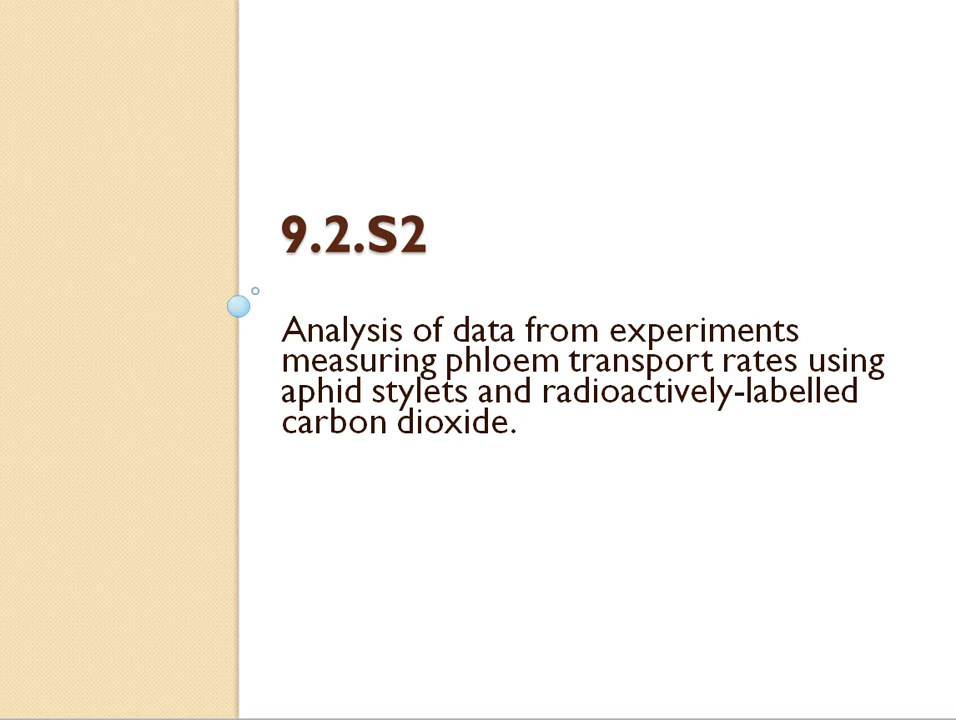 9.2.S2
Analysis of data from experiments
measuring phloem transport rates using
aphid stylets and radioactively-labelled
carbon dioxide.